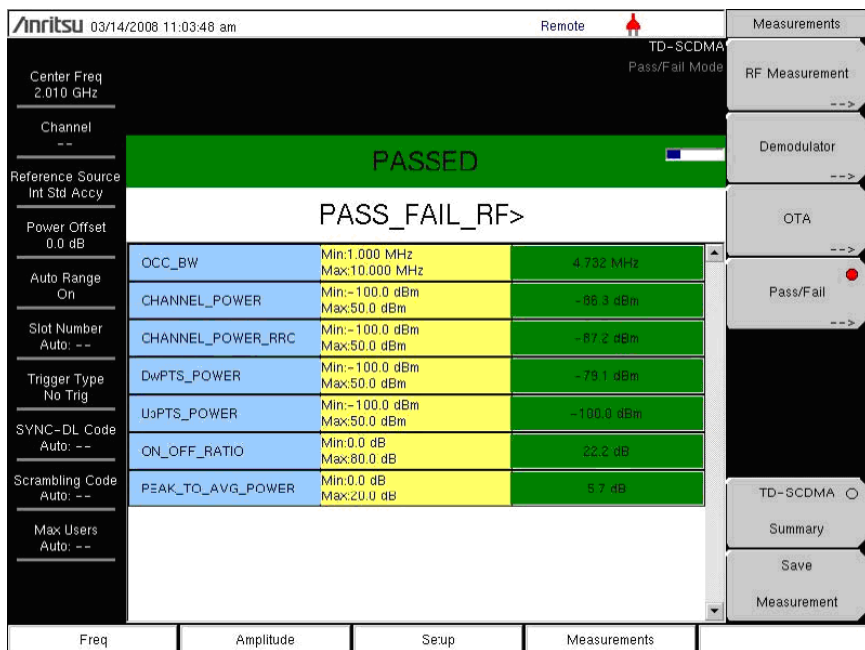 Anritsu 03/14/2008 11:03:48 am
Remote
Measurements
TD-SCDMA
Pass/Fail Mode
Center Freq
2.010 GHz
Channel
--
Reference Source
Int Std Accy
Power Offset
0.0 dB
Auto Range
On
Slot Number
Auto: --
Trigger Type
No Trig
SYNC-DL Code
Auto: --
Scrambling Code
Auto: --
Max Users
Auto: --
PASSED
PASS_FAIL_RF>
OCC_BW
Min:1.000 MHz
Max:10.000 MHz
4.732 MHz
CHANNEL_POWER
Min:-100.0 dBm
Max:50.0 dBm
-86.3 dBm
CHANNEL_POWER_RRC
Min:-100.0 dBm
Max:50.0 dBm
-87.2 dBm
DwPTS_POWER
Min:-100.0 dBm
Max:50.0 dBm
-79.1 dBm
UpPTS_POWER
Min:-100.0 dBm
Max:50.0 dBm
-100.0 dBm
ON_OFF_RATIO
Min:0.0 dB
Max:80.0 dB
22.2 dB
PEAK_TO_AVG_POWER
Min:0.0 dB
Max:20.0 dB
5.7 dB
RF Measurement
-->
Demodulator
-->
OTA
-->
Pass/Fail
-->
TD-SCDMA
Summary
Save
Measurement
Freq
Amplitude
Setup
Measurements